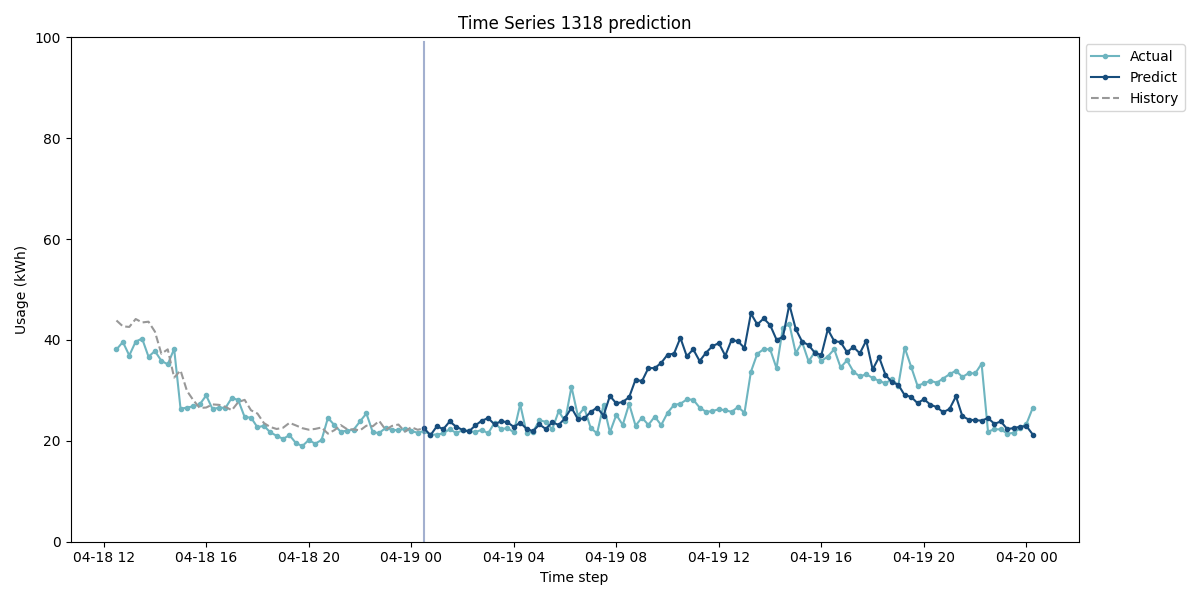 Time Series 1318 prediction
Usage (kWh)
100
80
60
40
20
0
04-18 12
04-18 16
04-18 20
04-19 00
04-19 04
04-19 08
04-19 12
04-19 16
04-19 20
04-20 00
Time step
Actual
Predict
History